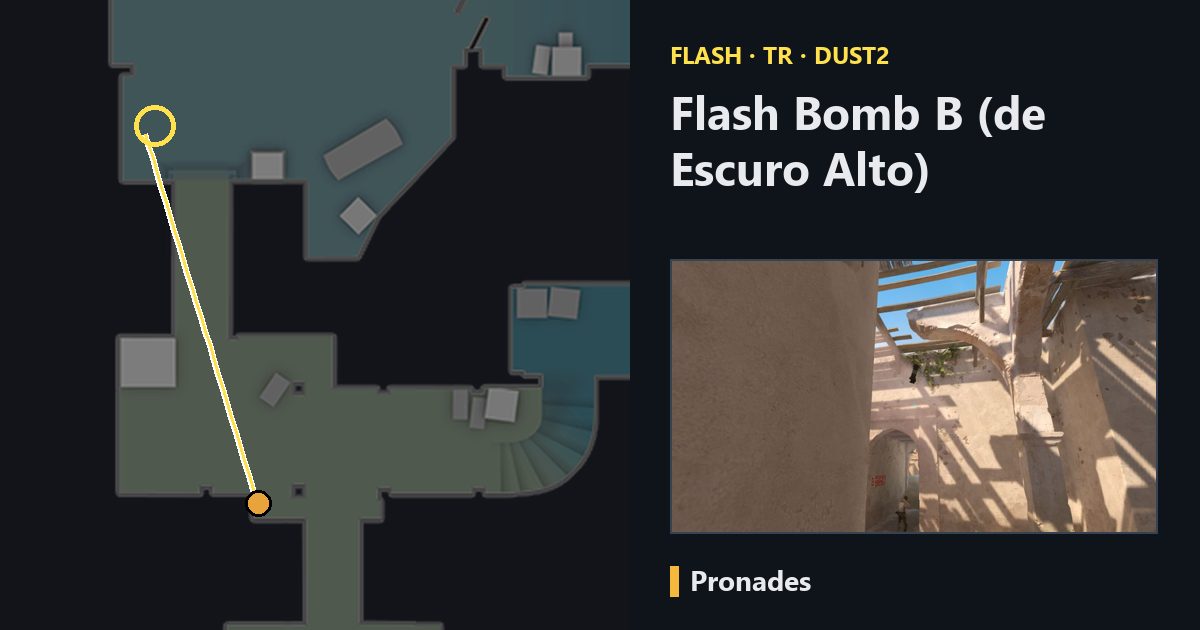 FLASH · TR · DUST2
Flash Bomb B (de
Escuro Alto)
Pronades